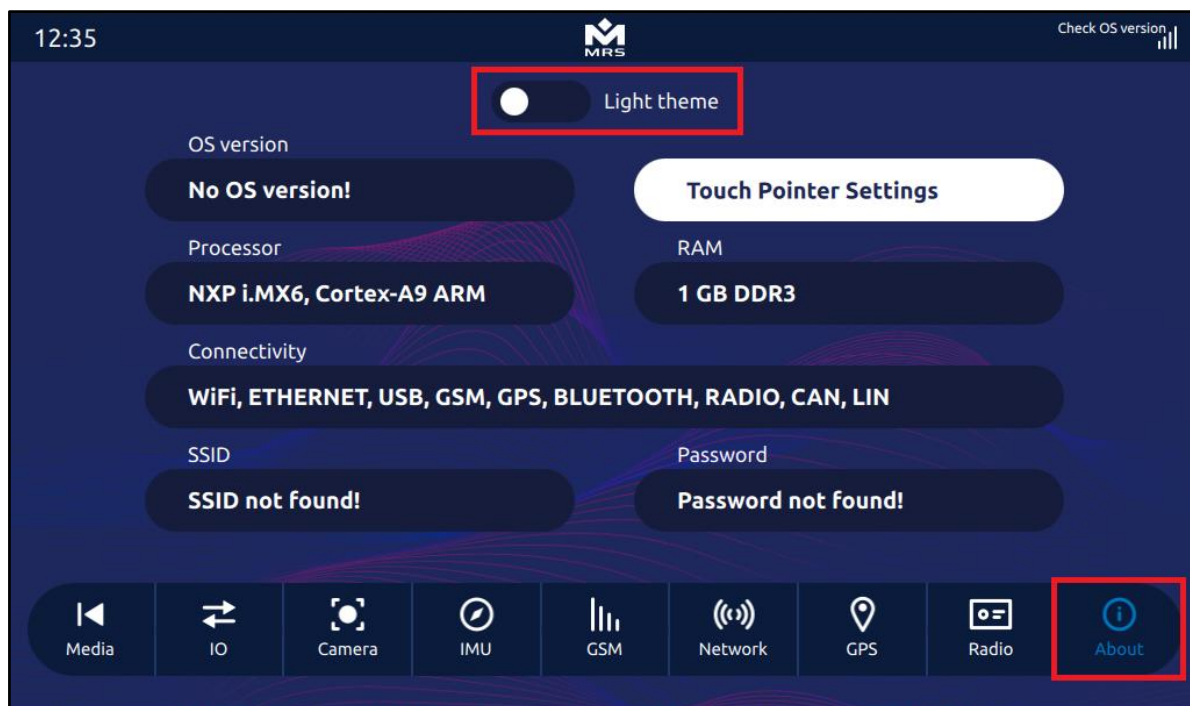 12:35
MRS
Check OS version
Light theme
OS version
No OS version!
Touch Pointer Settings
Processor
RAM
NXP i.MX6, Cortex-A9 ARM
1 GB DDR3
Connectivity
WiFi, ETHERNET, USB, GSM, GPS, BLUETOOTH, RADIO, CAN, LIN
SSID
Password
SSID not found!
Password not found!
Media
IO
Camera
IMU
GSM
Network
GPS
Radio
About